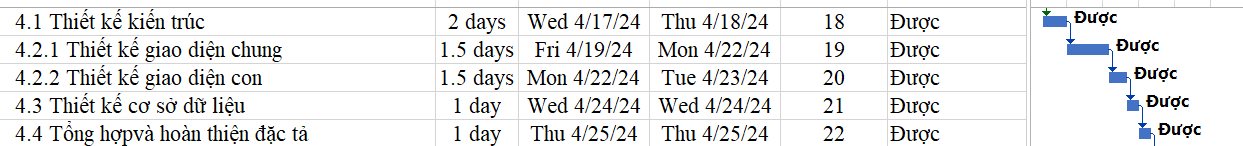 4.1 Thiết kế kiến trúc 2 days Wed 4/17/24 Thu 4/18/24 18 Được Được
4.2.1 Thiết kế giao diện chung 1.5 days Fri 4/19/24 Mon 4/22/24 19 Được Được
4.2.2 Thiết kế giao diện con 1.5 days Mon 4/22/24 Tue 4/23/24 20 Được Được
4.3 Thiết kế cơ sở dữ liệu 1 day Wed 4/24/24 Wed 4/24/24 21 Được Được
4.4 Tổng hợpvà hoàn thiện đặc tả 1 day Thu 4/25/24 Thu 4/25/24 22 Được Được